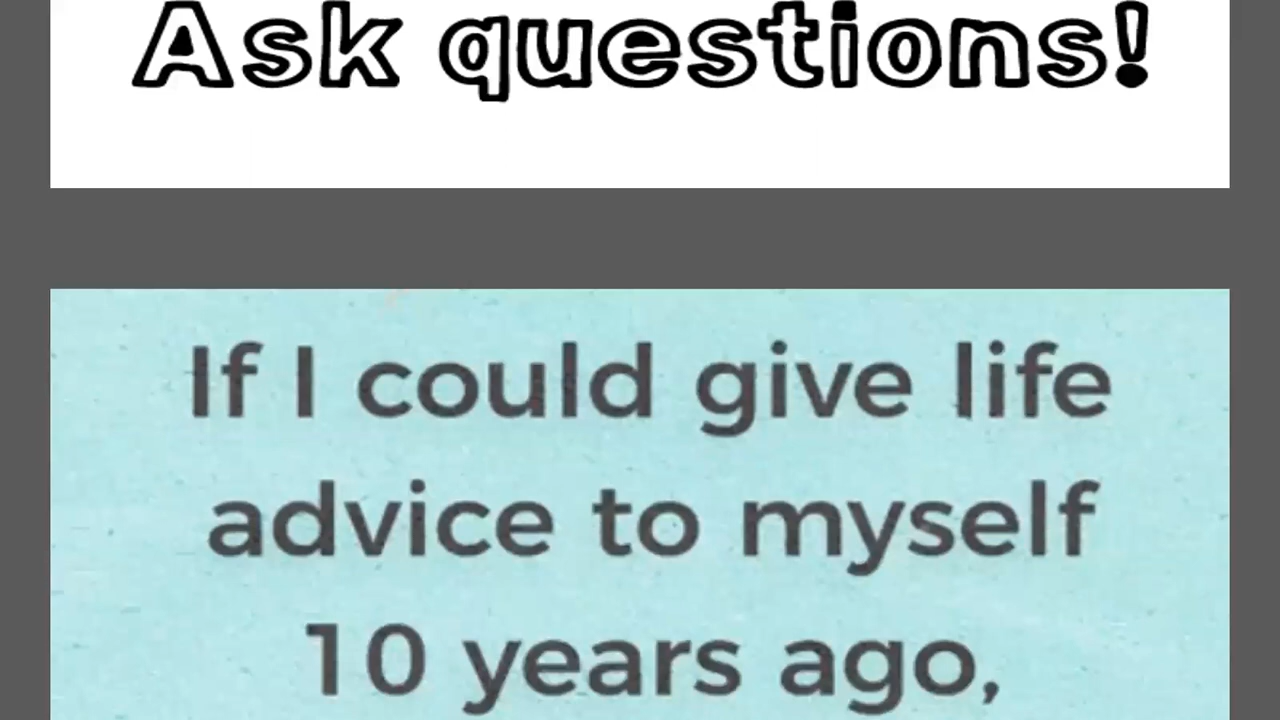 Ask questions!
If I could give life
advice to myself
10 years ago,